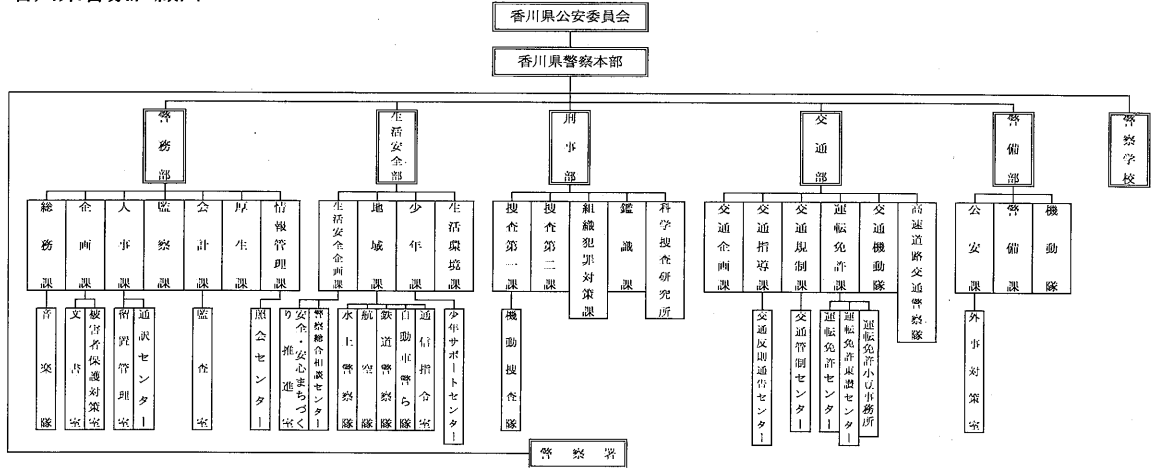 香川県公安委員会
香川県警察本部
警務部
生活安全部
刑事部
交通部
警備部
警察学校
総務課
企画課
人事課
監察課
会計課
厚生課
情報管理課
生活安全企画課
地域課
少年課
生活環境課
捜査第一課
捜査第二課
組織犯罪対策課
鑑識課
科学捜査研究所
交通企画課
交通指導課
交通規制課
運転免許課
交通機動隊
高速道路交通警察隊
公安課
警備課
機動隊
音楽隊
文書室
被害者保護対策室
留置管理室
通訳センター
監査室
照会センター
安全・安心まちづくり推進室
警察総合相談センター
水上警察隊
航空隊
鉄道警察隊
自動車警ら隊
通信指令室
少年サポートセンター
機動捜査隊
交通反則通告センター
交通管制センター
運転免許センター
運転免許東讃センター
運転免許小豆事務所
外事対策室
警察署